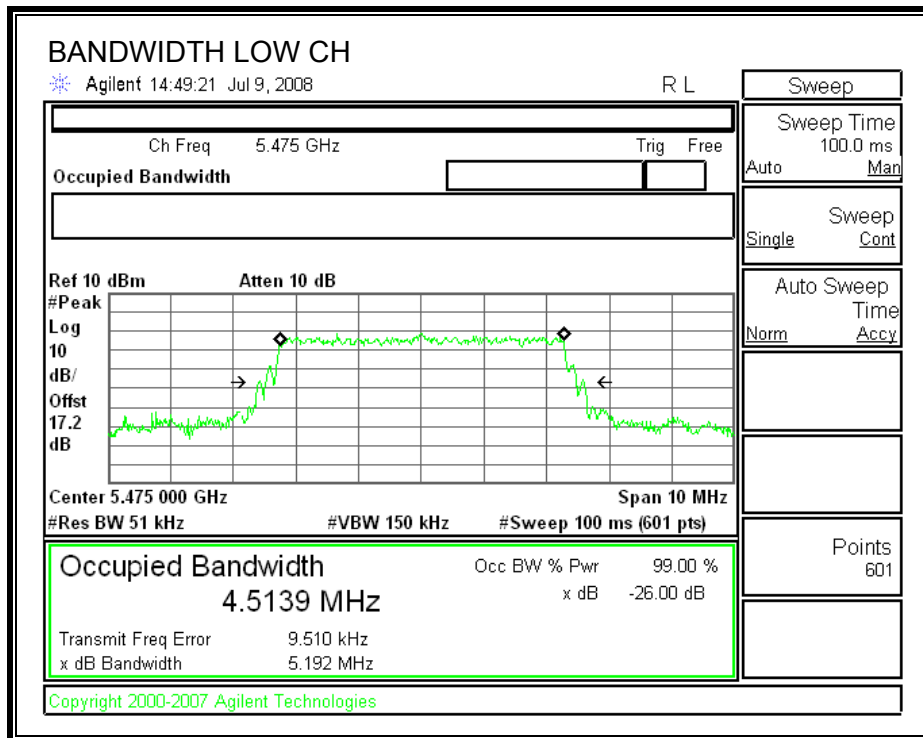 BANDWIDTH LOW CH
Agilent 14:49:21 Jul 9, 2008 R L
Ch Freq 5.475 GHz Trig Free
Occupied Bandwidth
Ref 10 dBm Atten 10 dB
#Peak
Log
10
dB/
Offst
17.2
dB
Center 5.475 000 GHz Span 10 MHz
#Res BW 51 kHz #VBW 150 kHz #Sweep 100 ms (601 pts)
Occupied Bandwidth Occ BW % Pwr 99.00 %
4.5139 MHz x dB -26.00 dB
Transmit Freq Error 9.510 kHz
x dB Bandwidth 5.192 MHz
Copyright 2000-2007 Agilent Technologies
Sweep
Sweep Time
100.0 ms
Auto Man
Sweep
Single Cont
Auto Sweep
Time
Norm Accy
Points
601